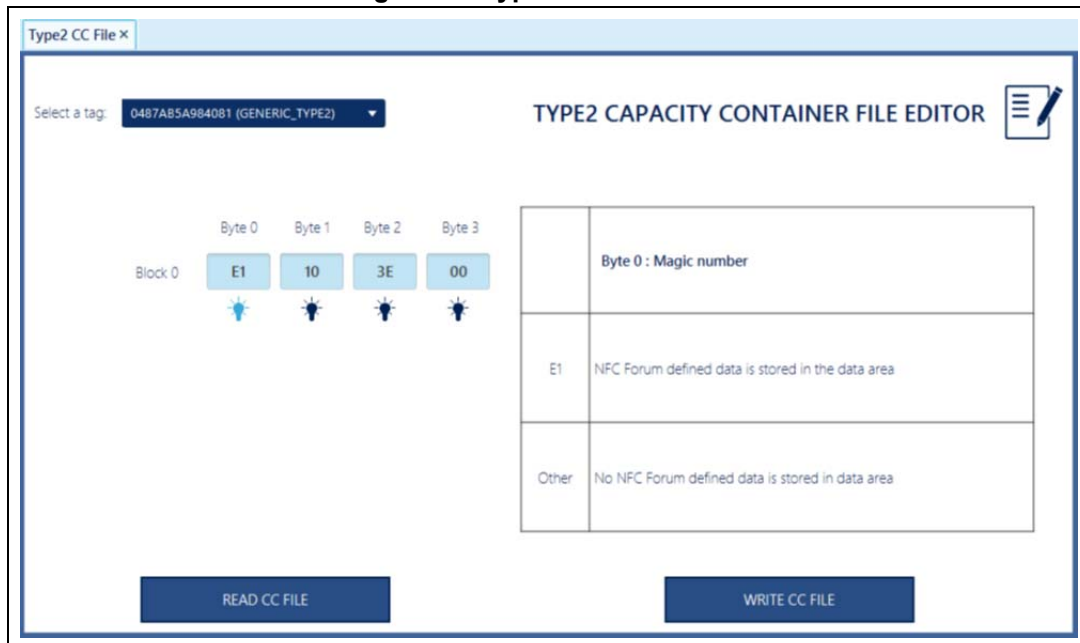 Type2 CC File ×
Select a tag: 0487AB5A984081 (GENERIC_TYPE2)
TYPE2 CAPACITY CONTAINER FILE EDITOR
Byte 0 Byte 1 Byte 2 Byte 3
Block 0 E1 10 3E 00
Byte 0 : Magic number
E1 NFC Forum defined data is stored in the data area
Other No NFC Forum defined data is stored in data area
READ CC FILE
WRITE CC FILE